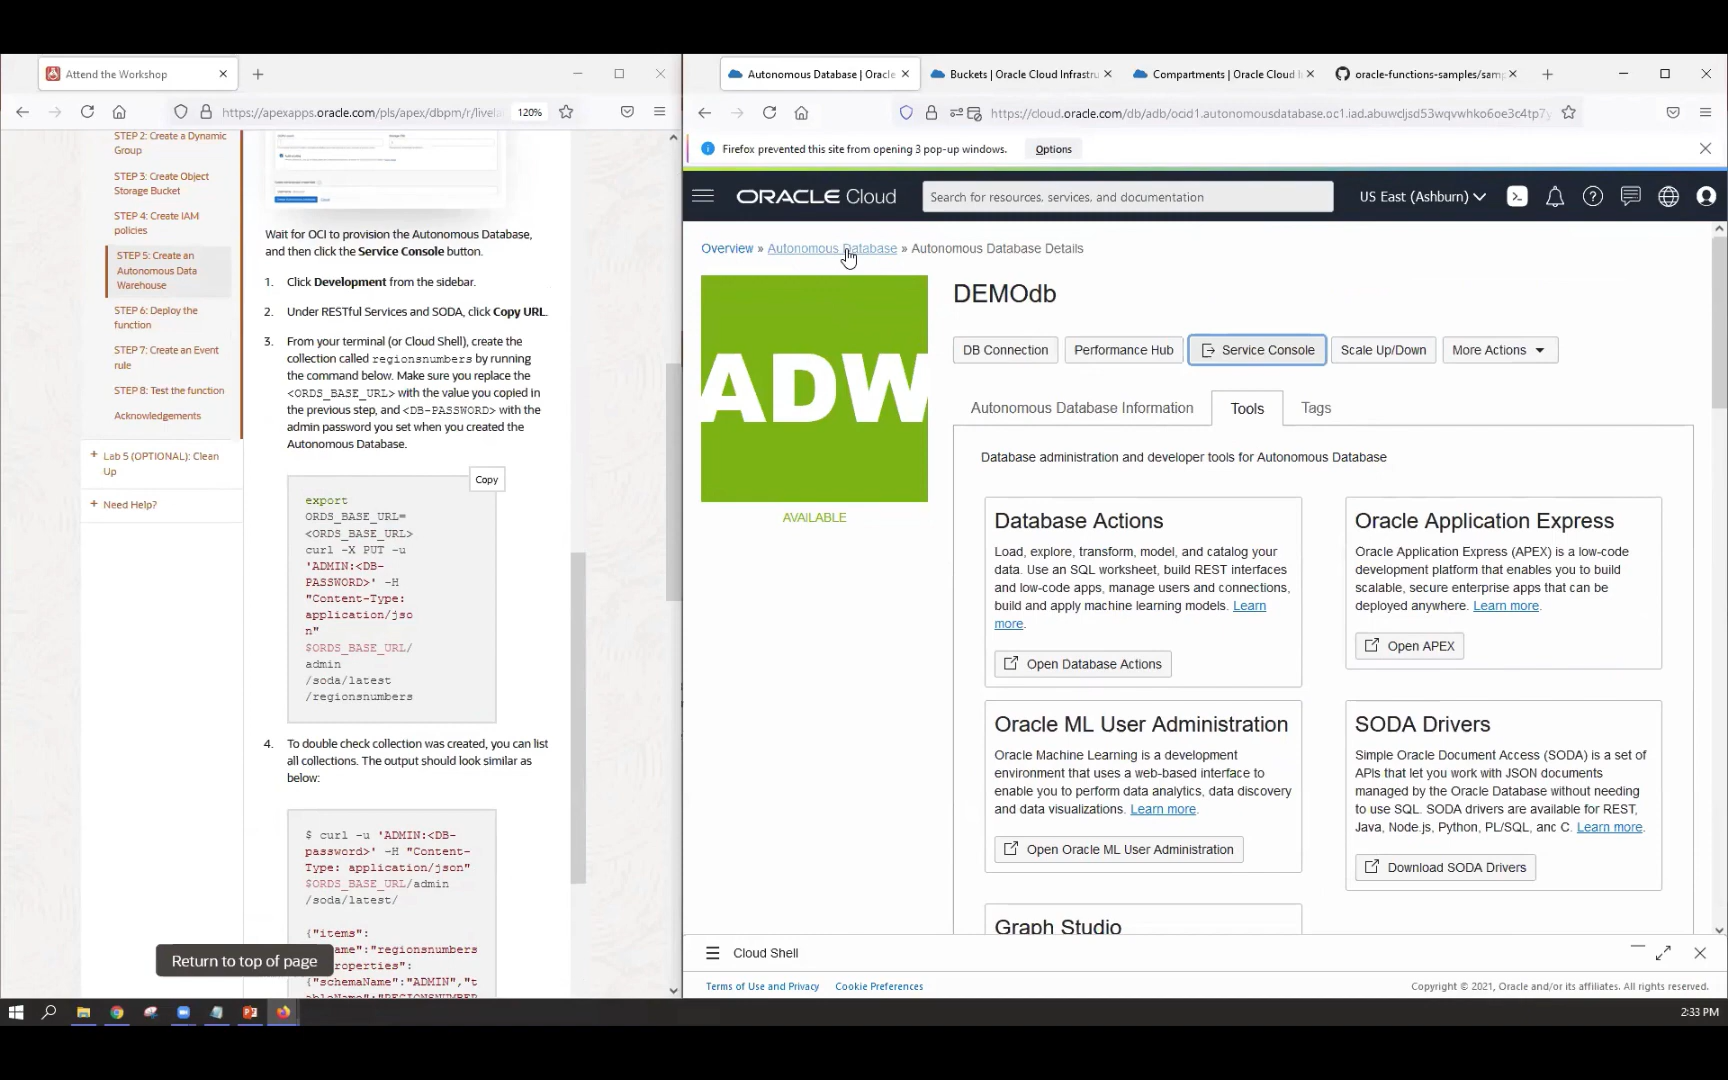 Attend the Workshop
Autonomous Database | Oracle
Buckets | Oracle Cloud Infrastru
Compartments | Oracle Cloud I
oracle-functions-samples/sam
https://apexapps.oracle.com/pls/apex/dbpm/r/livela
120%
https://cloud.oracle.com/db/adb/ocid1.autonomousdatabase.oc1.iad.abuwcljsd53wqvwhko6oe3c4tp7y
Firefox prevented this site from opening 3 pop-up windows.
Options
STEP 2: Create a Dynamic
Group
STEP 3: Create Object
Storage Bucket
STEP 4: Create IAM
policies
STEP 5: Create an
Autonomous Data
Warehouse
STEP 6: Deploy the
function
STEP 7: Create an Event
rule
STEP 8: Test the function
Acknowledgements
+ Lab 5 (OPTIONAL): Clean
Up
+ Need Help?
Wait for OCI to provision the Autonomous Database,
and then click the Service Console button.
1. Click Development from the sidebar.
2. Under RESTful Services and SODA, click Copy URL.
3. From your terminal (or Cloud Shell), create the
collection called regionsnumbers by running
the command below. Make sure you replace the
<ORDS_BASE_URL> with the value you copied in
the previous step, and <DB-PASSWORD> with the
admin password you set when you created the
Autonomous Database.
Copy
export
ORDS_BASE_URL=
<ORDS_BASE_URL>
curl -X PUT -u
'ADMIN:<DB-
PASSWORD>' -H
"Content-Type:
application/jso
n"
$ORDS_BASE_URL/
admin
/soda/latest
/regionsnumbers
4. To double check collection was created, you can list
all collections. The output should look similar as
below:
$ curl -u 'ADMIN:<DB-
password>' -H "Content-
Type: application/json"
$ORDS_BASE_URL/admin
/soda/latest/
{"items":
ame":"regionsnumbers
roperties":
{"schemaName":"ADMIN","t
Return to top of page
ORACLE Cloud
Search for resources, services, and documentation
US East (Ashburn)
Overview » Autonomous Database » Autonomous Database Details
ADW
AVAILABLE
DEMOdb
DB Connection
Performance Hub
Service Console
Scale Up/Down
More Actions
Autonomous Database Information
Tools
Tags
Database administration and developer tools for Autonomous Database
Database Actions
Load, explore, transform, model, and catalog your
data. Use an SQL worksheet, build REST interfaces
and low-code apps, manage users and connections,
build and apply machine learning models. Learn
more.
Open Database Actions
Oracle Application Express
Oracle Application Express (APEX) is a low-code
development platform that enables you to build
scalable, secure enterprise apps that can be
deployed anywhere. Learn more.
Open APEX
Oracle ML User Administration
Oracle Machine Learning is a development
environment that uses a web-based interface to
enable you to perform data analytics, data discovery
and data visualizations. Learn more.
Open Oracle ML User Administration
SODA Drivers
Simple Oracle Document Access (SODA) is a set of
APIs that let you work with JSON documents
managed by the Oracle Database without needing
to use SQL. SODA drivers are available for REST,
Java, Node.js, Python, PL/SQL, anc C. Learn more.
Download SODA Drivers
Graph Studio
Cloud Shell
Terms of Use and Privacy
Cookie Preferences
Copyright © 2021, Oracle and/or its affiliates. All rights reserved.
2:33 PM